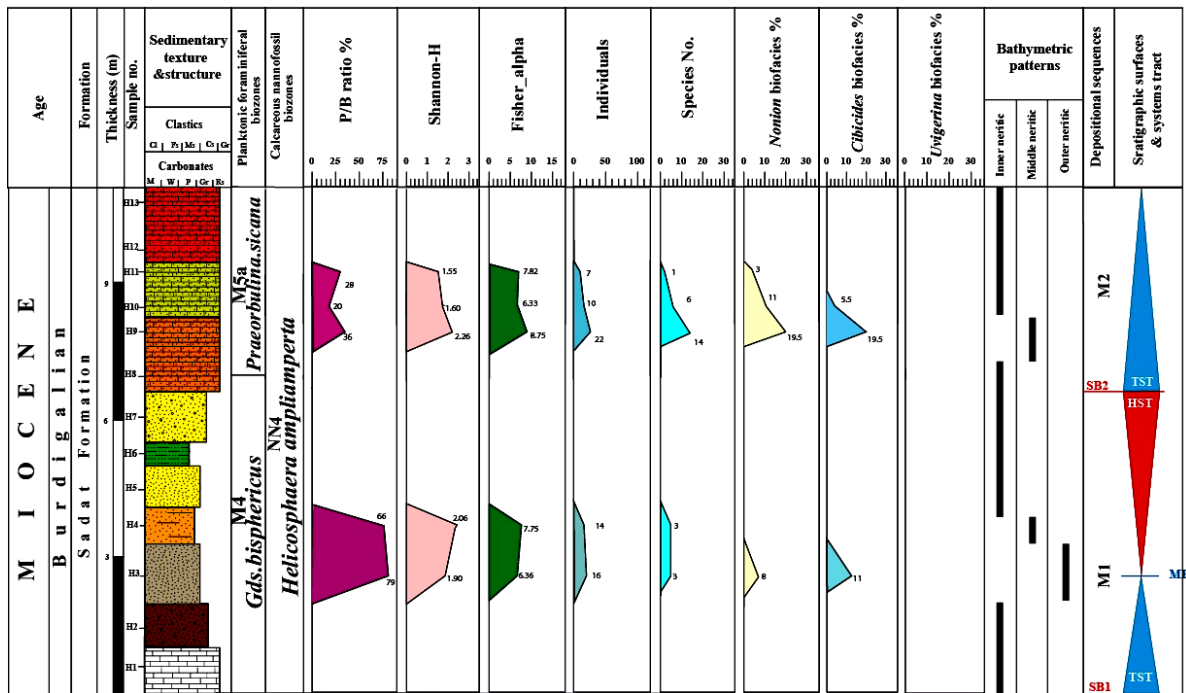 Age
Formation
Thickness (m)
Sample no.
Sedimentary
texture
&structure
Clastics
Cl Fs Ms Cs Gr
Carbonates
M W P Gr Rs
Planktonic foraminiferal
biozones
Calcareous nannofossil
biozones
P/B ratio %
0 25 50 75
Shannon-H
0 1 2 3
Fisher_alpha
0 5 10 15
Individuals
0 50 100
Species No.
0 10 20 30
Nonion biofacies %
0 10 20 30
Cibicides biofacies %
0 10 20 30
Uvigerina biofacies %
0 10 20 30
Bathymetric
patterns
Inner neritic
Middle neritic
Outer neritic
Depositional sequences
Sratigraphic surfaces
& systems tract
MIOCENE
Burdigalian
Sadat Formation
9
6
3
H13
H12
H11
H10
H9
H8
H7
H6
H5
H4
H3
H2
H1
M5a
Praeorbulina.sicana
M4
Gds.bisphericus
NN4
Helicosphaera ampliamperta
28
20
36
66
79
1.55
1.60
2.26
2.06
1.90
7.82
6.33
8.75
7.75
6.36
7
10
22
14
16
1
6
14
3
3
11
19.5
8
5.5
19.5
11
M2
M1
SB2
SB1
TST
HST
TST